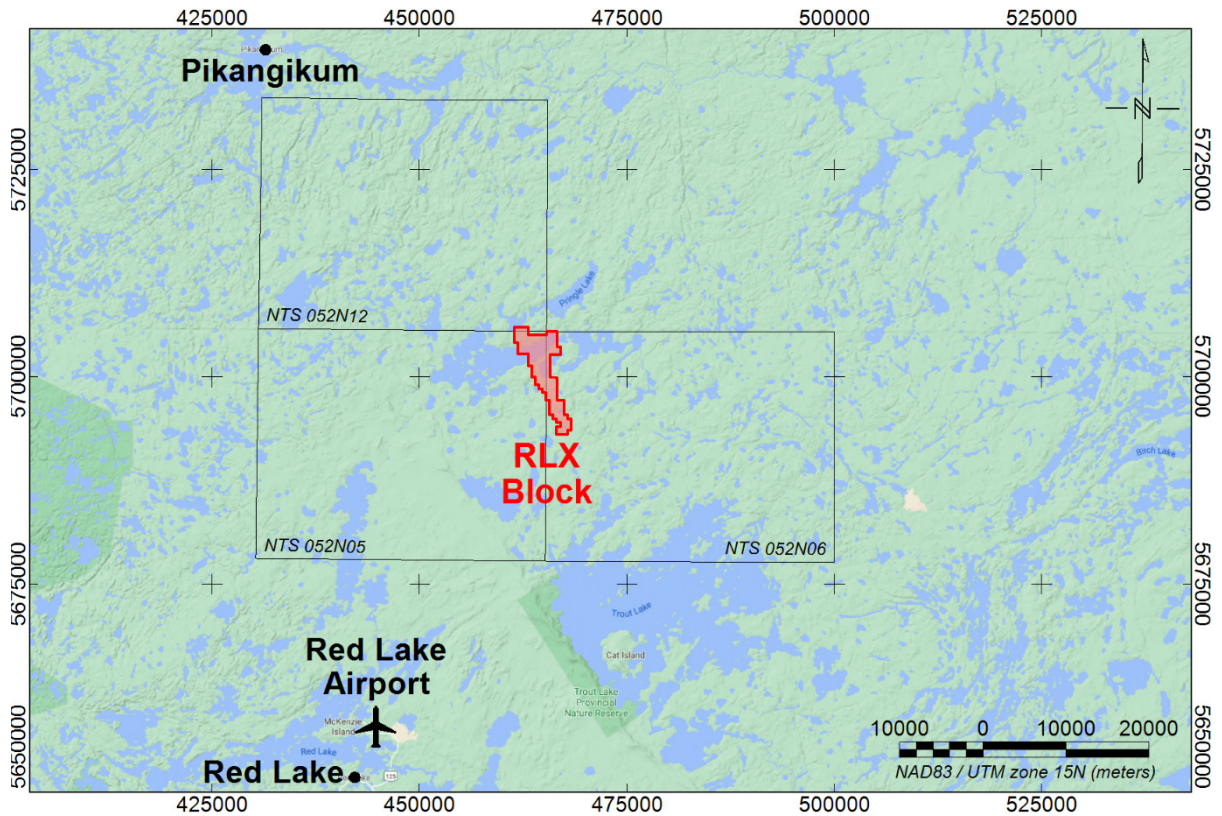 425000 450000 475000 500000 525000
Pikangikum
5725000
5725000
NTS 052N12
Pringle Lake
5700000
5700000
RLX
Block
Birch Lake
NTS 052N05
NTS 052N06
5675000
5675000
Trout Lake
Cat Island
Red Lake
Airport
Trout Lake
Provincial
Nature Reserve
McKenzie
Island
Red Lake
Red Lake
125
N
10000 0 10000 20000
NAD83 / UTM zone 15N (meters)
5650000
5650000
425000 450000 475000 500000 525000